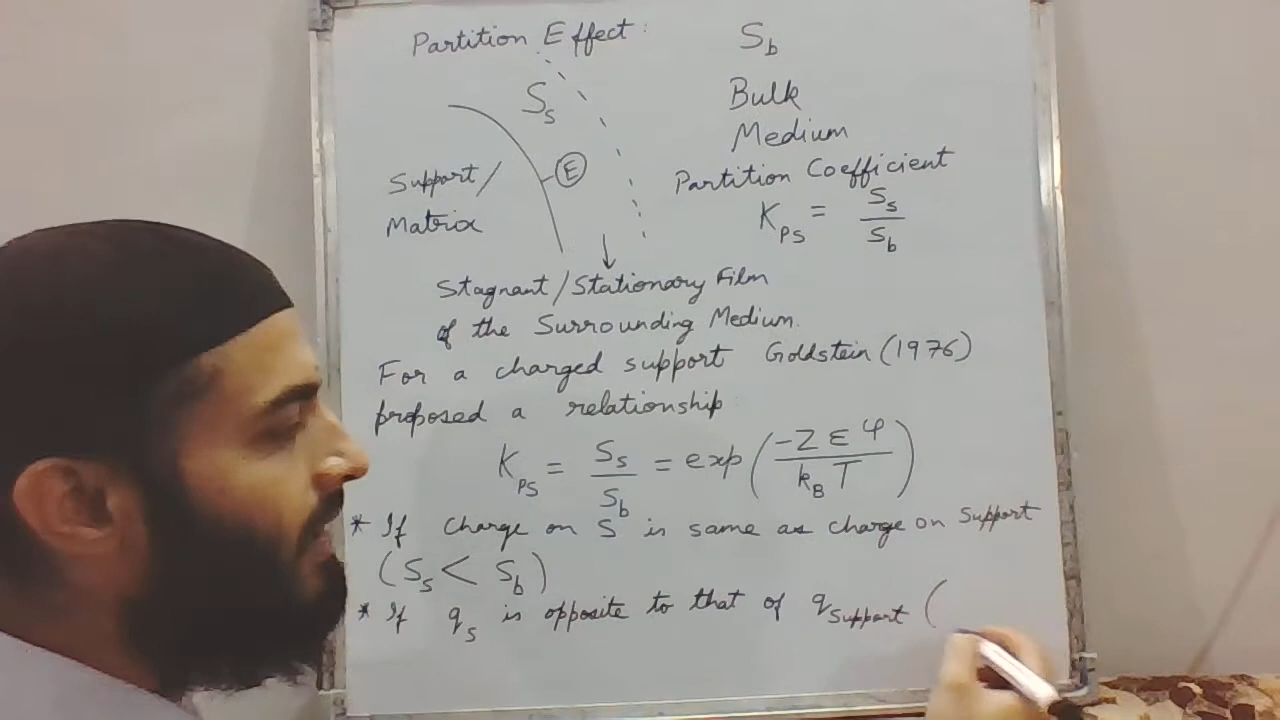 Partition Effect:
S_b
S_s
Bulk
Medium
Support/
Matrix
E
Partition Coefficient
K_PS = S_s / S_b
Stagnant/Stationary Film
of the Surrounding Medium.
For a charged support Goldstein (1976)
proposed a relationship
K_PS = S_s / S_b = exp(-Z ε φ / k_B T)
* If Charge on S is same as charge on Support
(S_s < S_b)
* If q_s is opposite to that of q_support (